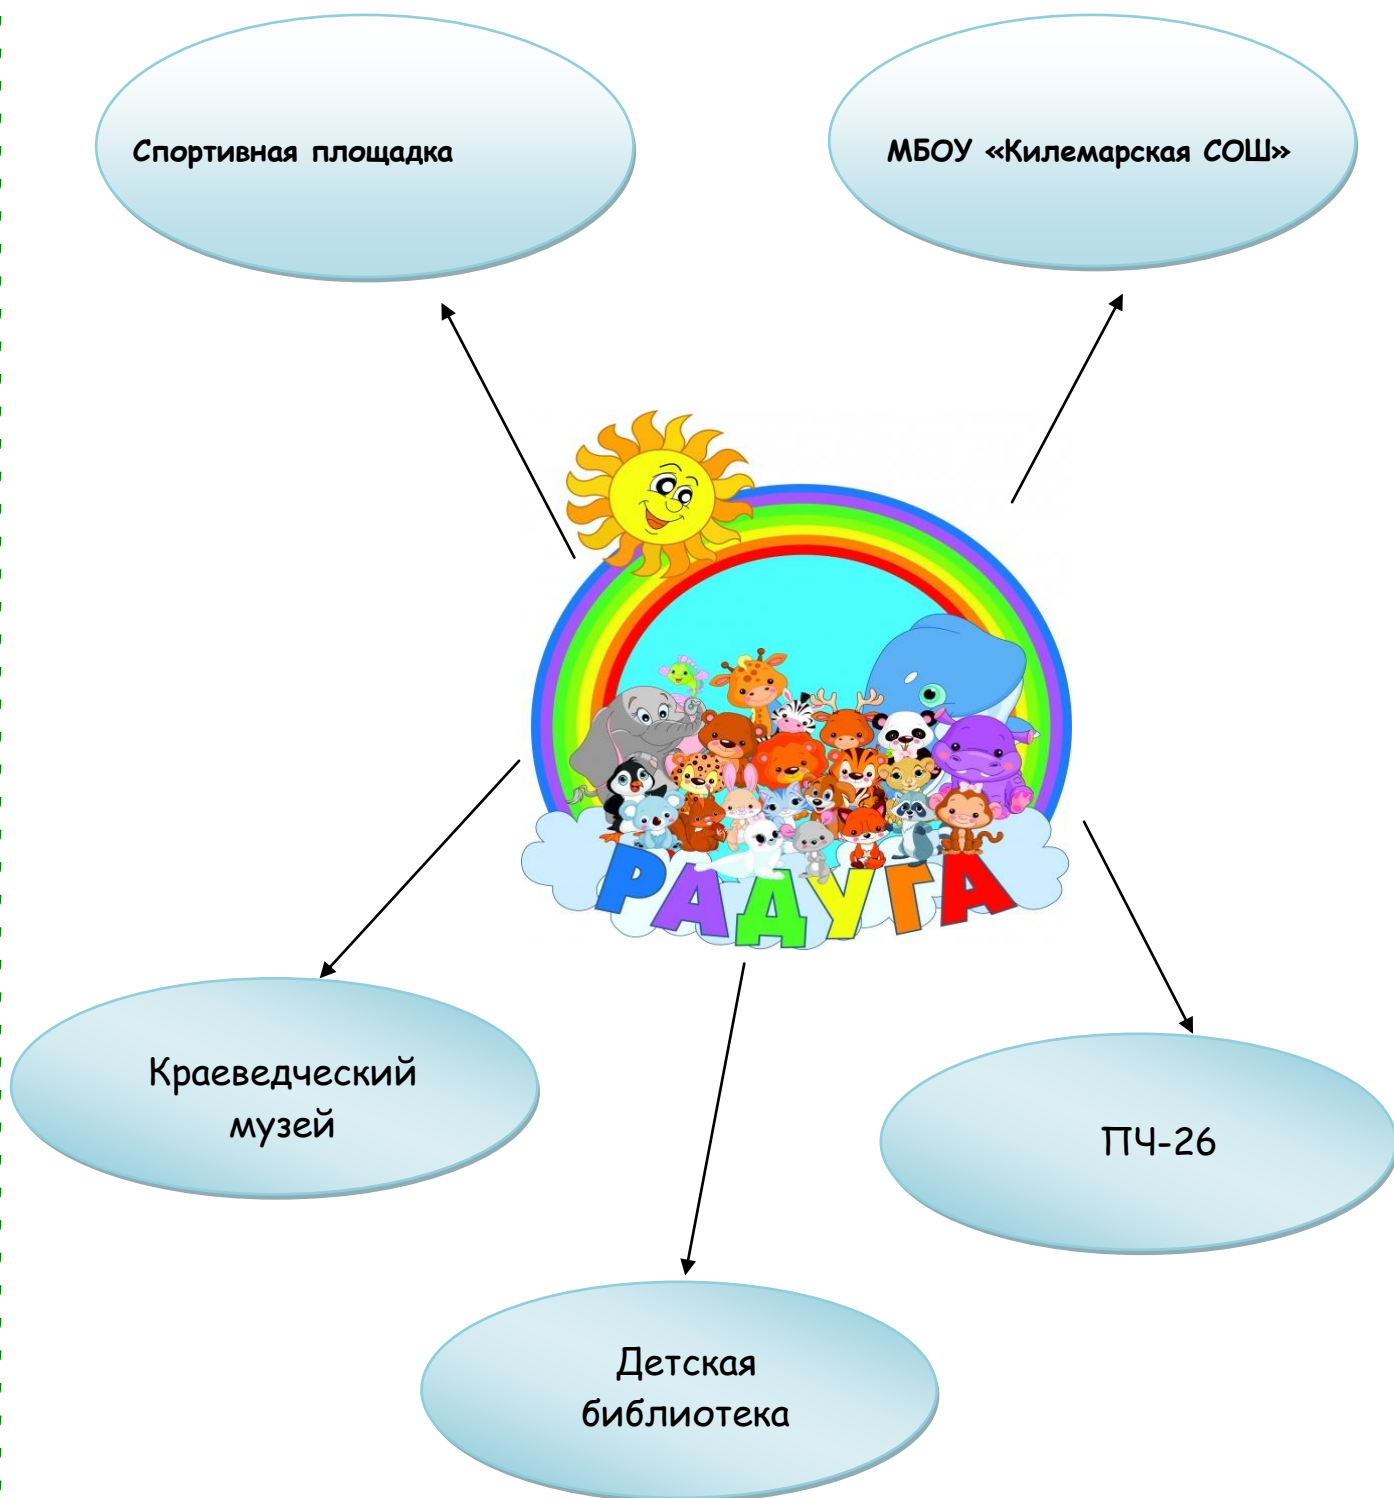 Спортивная площадка
МБОУ «Килемарская СОШ»
РАДУГА
Краеведческий
музей
ПЧ-26
Детская
библиотека